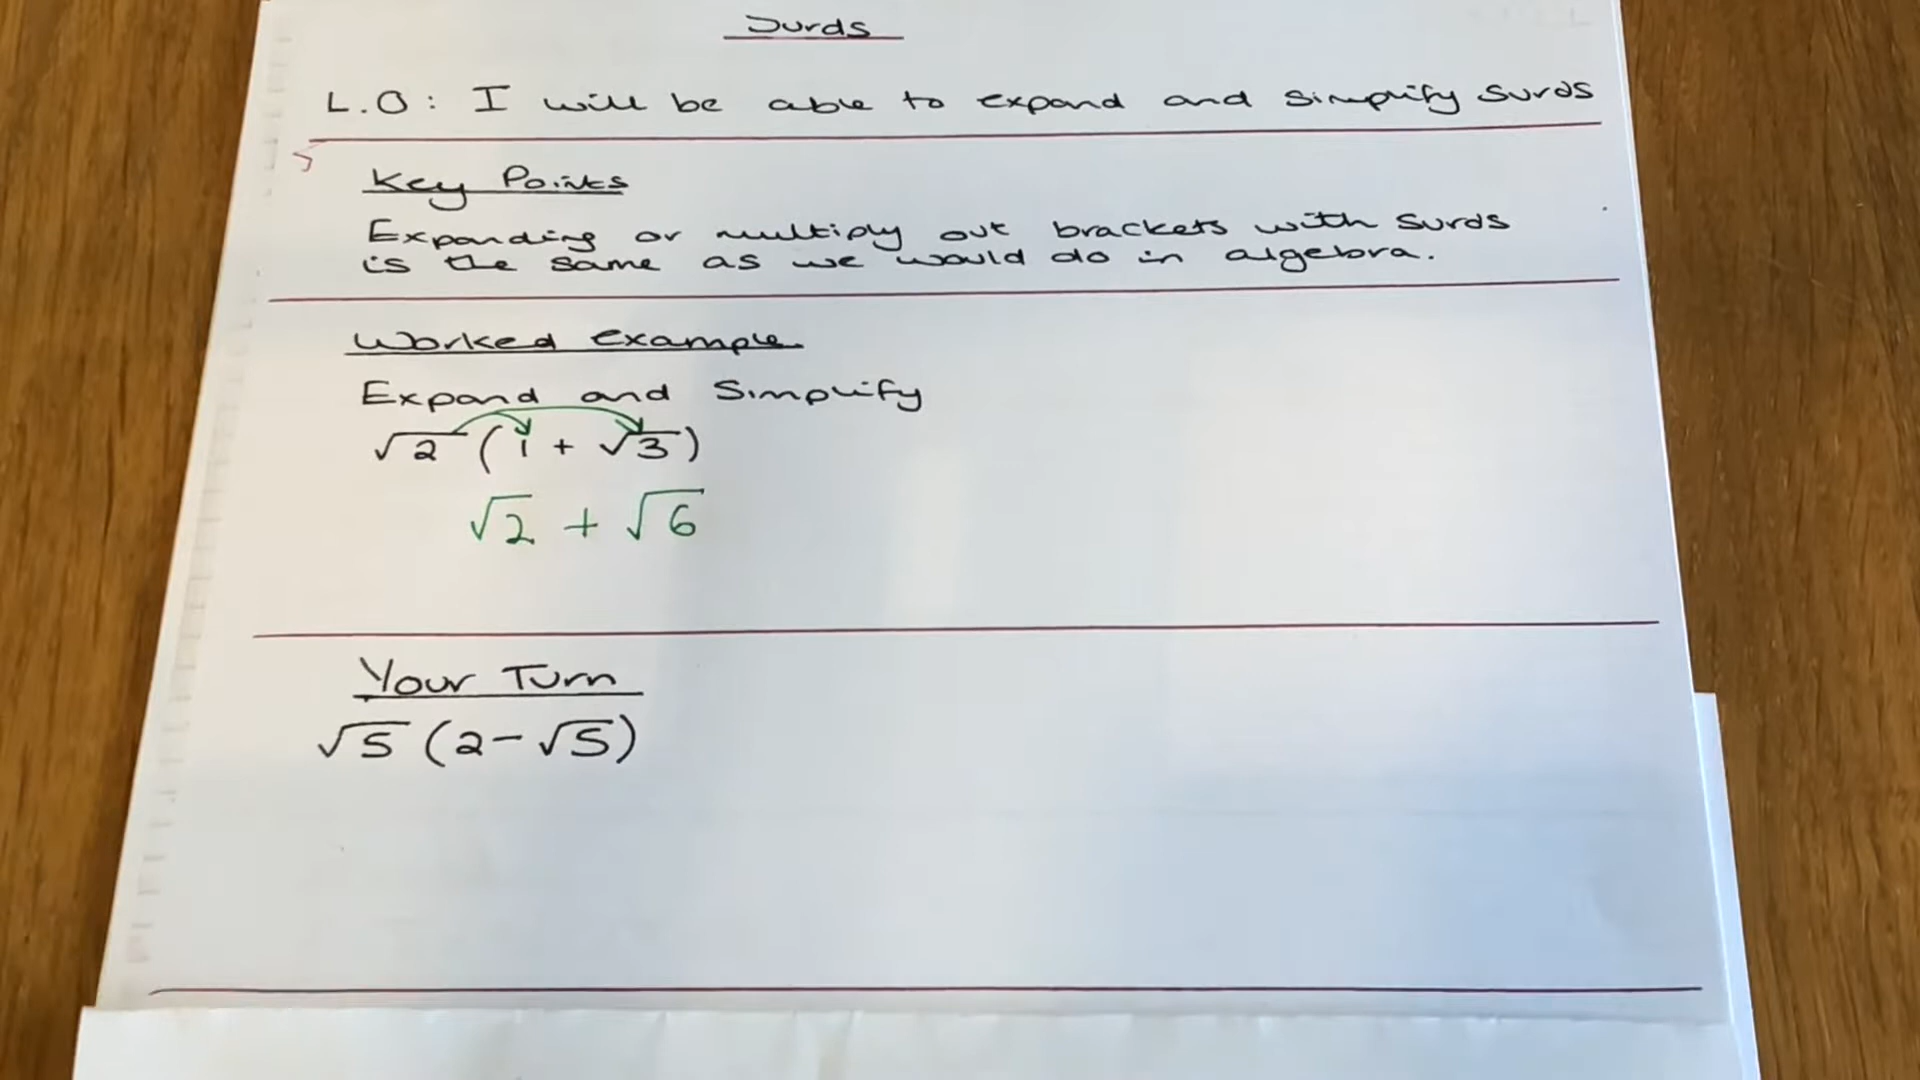 Surds
L.O: I will be able to expand and simplify surds
Key Points
Expanding or multiply out brackets with surds
is the same as we would do in algebra.
Worked example
Expand and Simplify
√2 (1 + √3)
√2 + √6
Your Turn
√5 (2-√5)